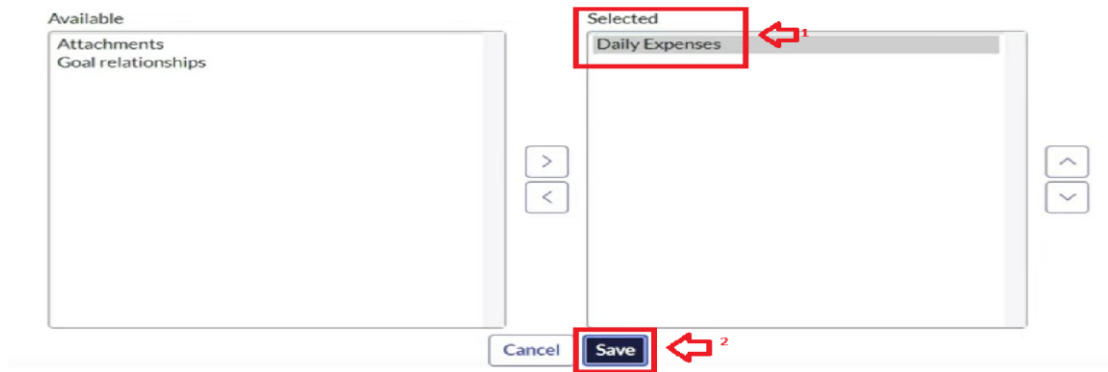 Available
Attachments
Goal relationships
Selected
Daily Expenses
1
>
<
Cancel
Save
2